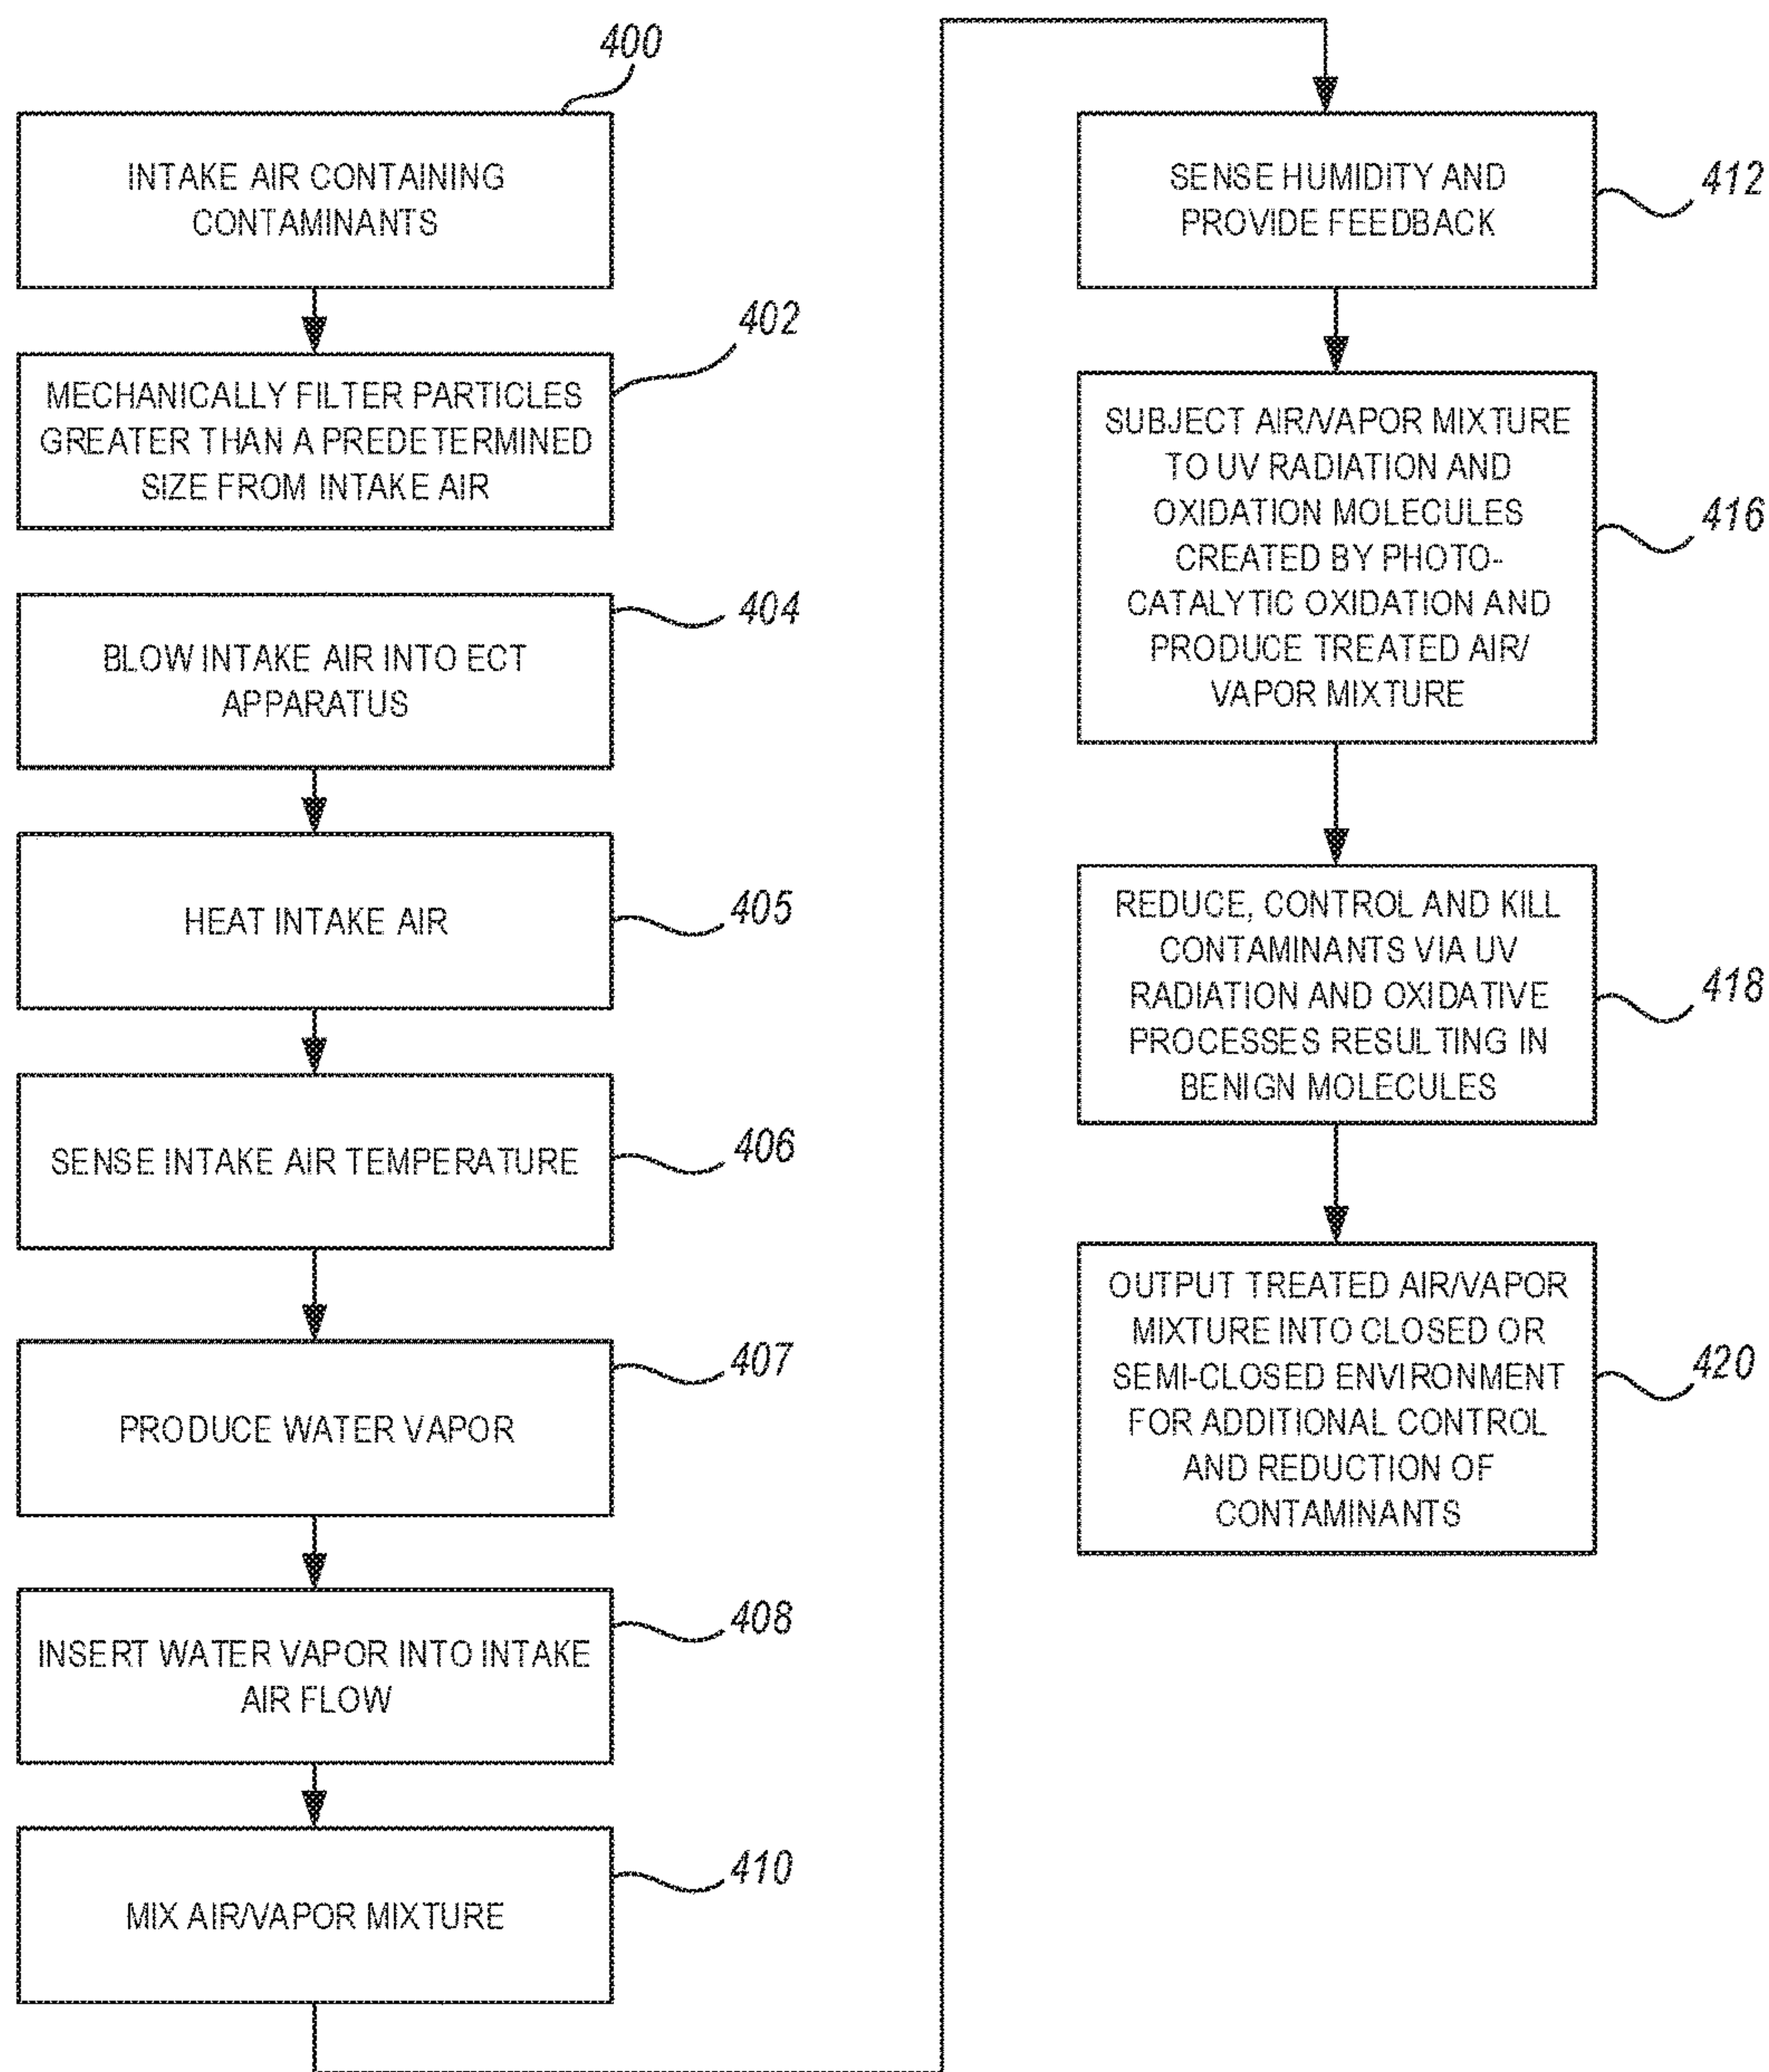 400
INTAKE AIR CONTAINING
CONTAMINANTS
402
MECHANICALLY FILTER PARTICLES
GREATER THAN A PREDETERMINED
SIZE FROM INTAKE AIR
404
BLOW INTAKE AIR INTO ECT
APPARATUS
405
HEAT INTAKE AIR
406
SENSE INTAKE AIR TEMPERATURE
407
PRODUCE WATER VAPOR
408
INSERT WATER VAPOR INTO INTAKE
AIR FLOW
410
MIX AIR/VAPOR MIXTURE
412
SENSE HUMIDITY AND
PROVIDE FEEDBACK
416
SUBJECT AIR/VAPOR MIXTURE
TO UV RADIATION AND
OXIDATION MOLECULES
CREATED BY PHOTO-
CATALYTIC OXIDATION AND
PRODUCE TREATED AIR/
VAPOR MIXTURE
418
REDUCE, CONTROL AND KILL
CONTAMINANTS VIA UV
RADIATION AND OXIDATIVE
PROCESSES RESULTING IN
BENIGN MOLECULES
420
OUTPUT TREATED AIR/VAPOR
MIXTURE INTO CLOSED OR
SEMI-CLOSED ENVIRONMENT
FOR ADDITIONAL CONTROL
AND REDUCTION OF
CONTAMINANTS